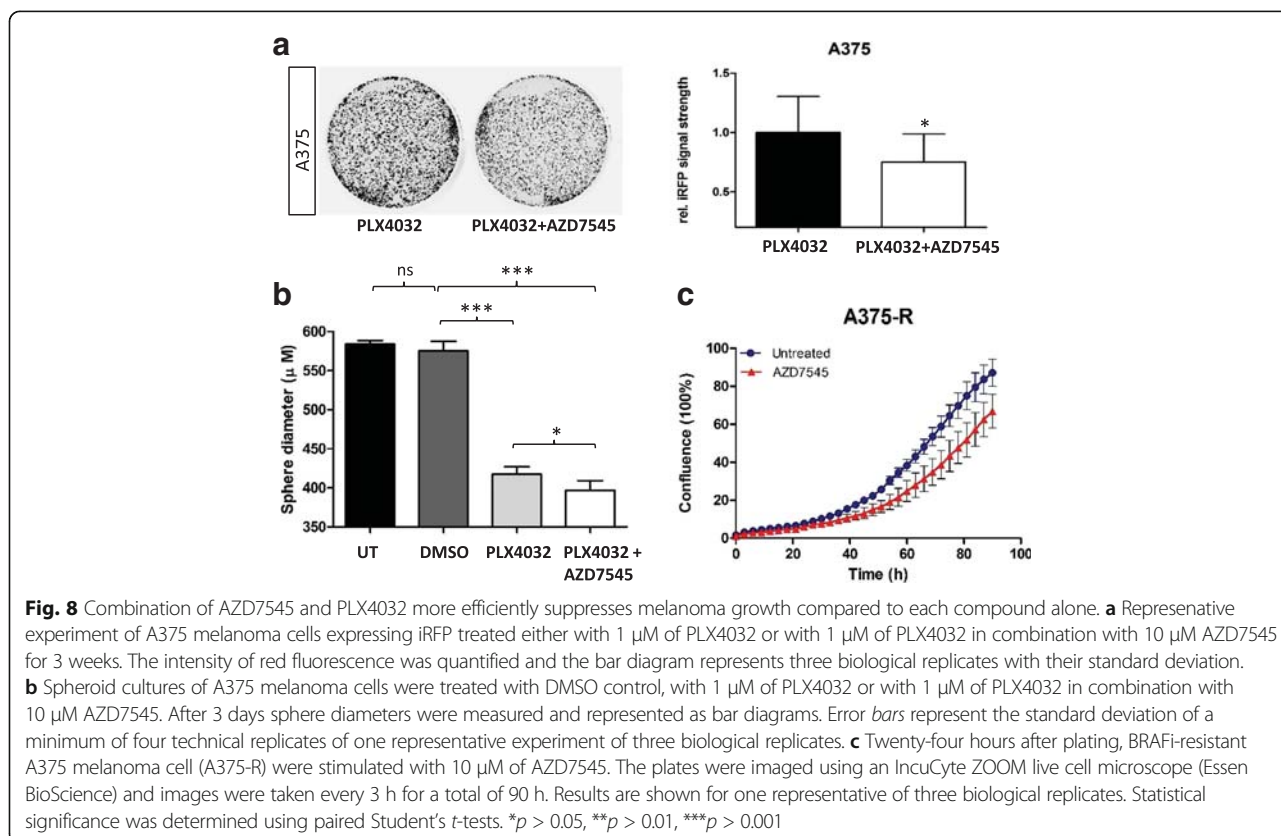 a
A375
PLX4032
PLX4032+AZD7545
A375
rel. iRFP signal strength
1.5
1.0
0.5
*
PLX4032
PLX4032+AZD7545
b
ns
***
***
*
Sphere diameter (μ M)
600
550
500
450
400
350
UT
DMSO
PLX4032
PLX4032 +
AZD7545
c
A375-R
Untreated
AZD7545
Confluence (100%)
100
80
60
40
20
0
0
20
40
60
80
100
Time (h)
Fig. 8 Combination of AZD7545 and PLX4032 more efficiently suppresses melanoma growth compared to each compound alone. a Represenative
experiment of A375 melanoma cells expressing iRFP treated either with 1 μM of PLX4032 or with 1 μM of PLX4032 in combination with 10 μM AZD7545
for 3 weeks. The intensity of red fluorescence was quantified and the bar diagram represents three biological replicates with their standard deviation.
b Spheroid cultures of A375 melanoma cells were treated with DMSO control, with 1 μM of PLX4032 or with 1 μM of PLX4032 in combination with
10 μM AZD7545. After 3 days sphere diameters were measured and represented as bar diagrams. Error bars represent the standard deviation of a
minimum of four technical replicates of one representative experiment of three biological replicates. c Twenty-four hours after plating, BRAFi-resistant
A375 melanoma cell (A375-R) were stimulated with 10 μM of AZD7545. The plates were imaged using an IncuCyte ZOOM live cell microscope (Essen
BioScience) and images were taken every 3 h for a total of 90 h. Results are shown for one representative of three biological replicates. Statistical
significance was determined using paired Student's t-tests. *p > 0.05, **p > 0.01, ***p > 0.001